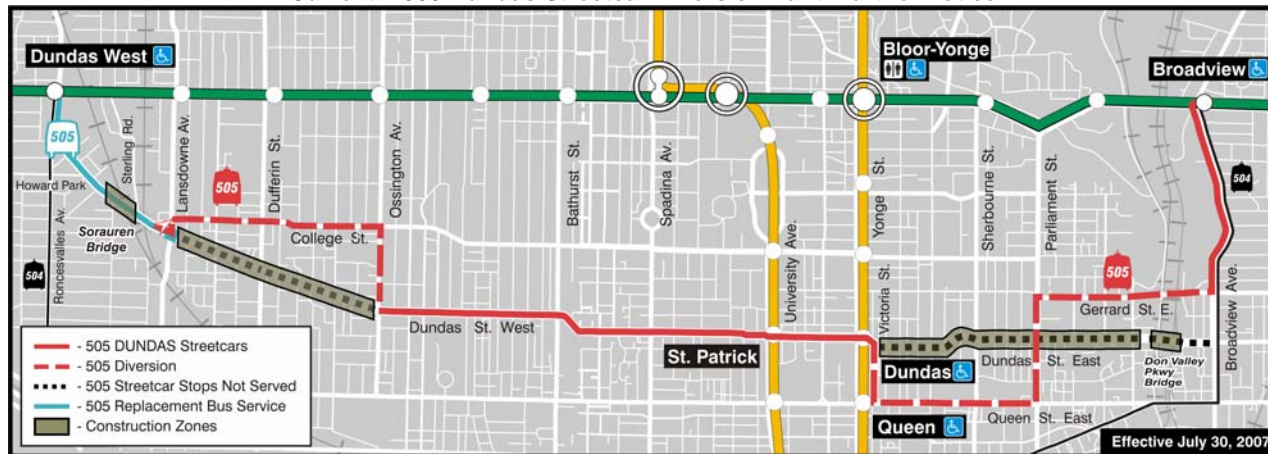 Dundas West
Bloor-Yonge
Broadview
505
Sterling Rd.
Lansdowne Av.
Dufferin St.
Ossington Av.
Bathurst St.
Spadina Av.
University Ave.
Yonge St.
Victoria St.
Sherbourne St.
Parliament St.
504
Howard Park
Roncesvalles Av.
Sorauren
Bridge
505
College St.
504
505
Gerrard St E.
Broadview Ave.
Dundas St. West
St. Patrick
Dundas
Dundas St. East
Don Valley
Pkwy
Bridge
Queen
Queen St. East
- 505 DUNDAS Streetcars
- 505 Diversion
- 505 Streetcar Stops Not Served
- 505 Replacement Bus Service
- Construction Zones
Effective July 30, 2007